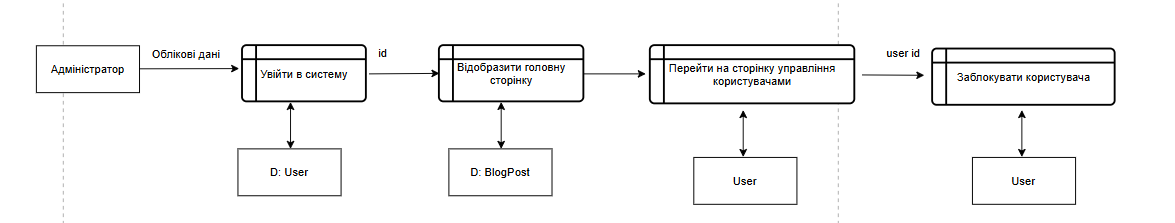 Адміністратор
Облікові дані
Увійти в систему
id
Відобразити головну
сторінку
Перейти на сторінку управління
користувачами
user id
Заблокувати користувача
D: User
D: BlogPost
User
User